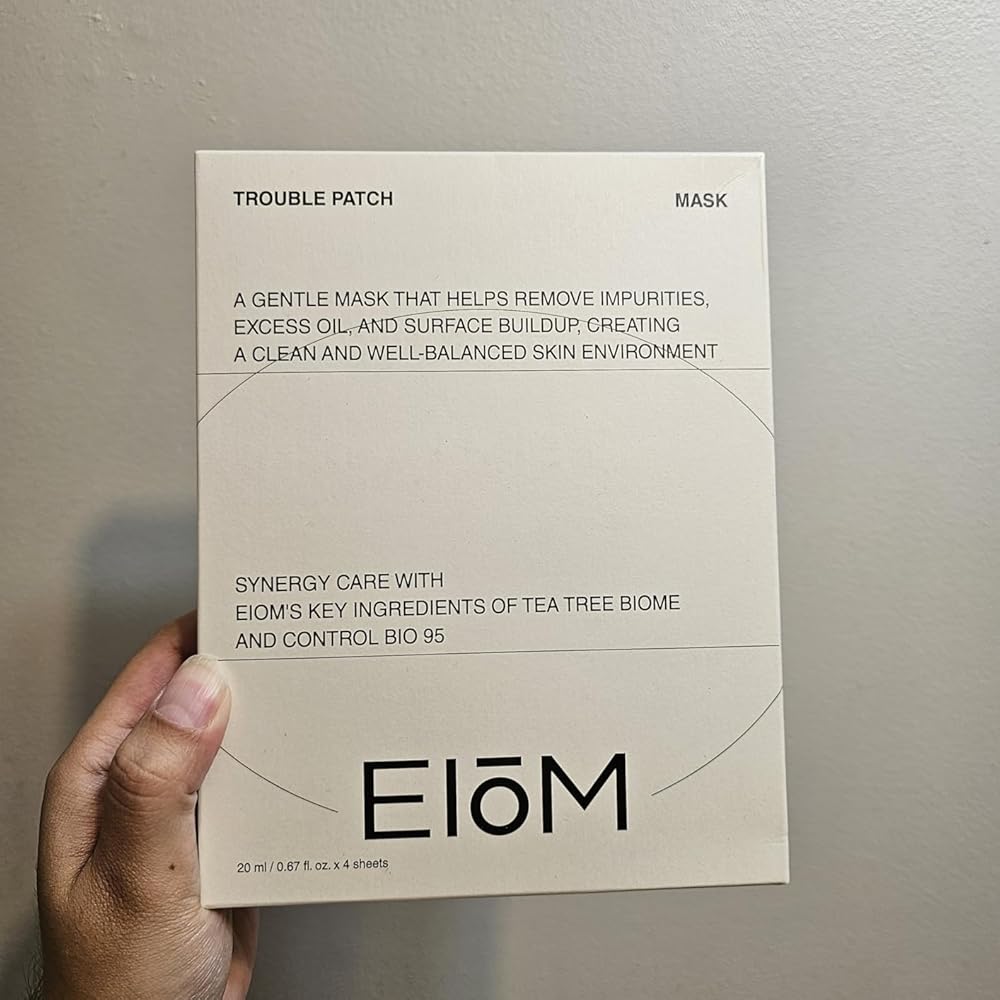 TROUBLE PATCH MASK
A GENTLE MASK THAT HELPS REMOVE IMPURITIES,
EXCESS OIL, AND SURFACE BUILDUP, CREATING
A CLEAN AND WELL-BALANCED SKIN ENVIRONMENT
SYNERGY CARE WITH
EIOM'S KEY INGREDIENTS OF TEA TREE BIOME
AND CONTROL BIO 95
EIōM
20 ml / 0.67 fl. oz. x 4 sheets